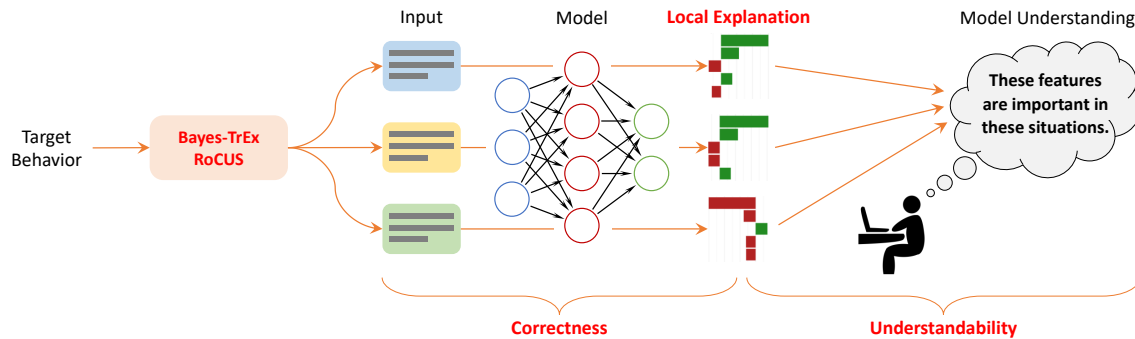 Input
Model
Local Explanation
Model Understanding
Target
Behavior
Bayes-TrEx
RoCUS
These features
are important in
these situations.
Correctness
Understandability